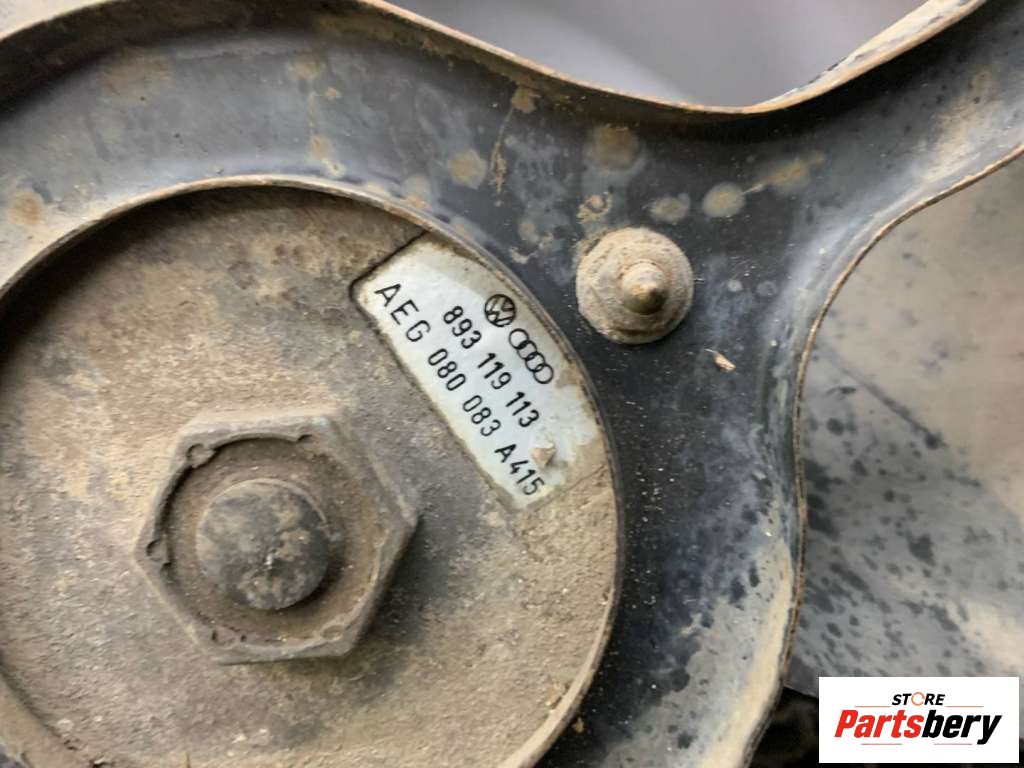 893 119 113
AEG 080 083 A415
STORE
Partsbery